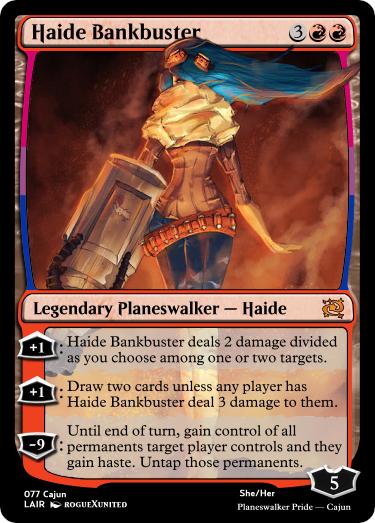 Haide Bankbuster 3
Legendary Planeswalker — Haide
+1 : Haide Bankbuster deals 2 damage divided
as you choose among one or two targets.
+1 : Draw two cards unless any player has
Haide Bankbuster deal 3 damage to them.
-9 : Until end of turn, gain control of all
permanents target player controls and they
gain haste. Untap those permanents.
5
077 Cajun She/Her
LAIR ROGUEXUNITED Planeswalker Pride — Cajun